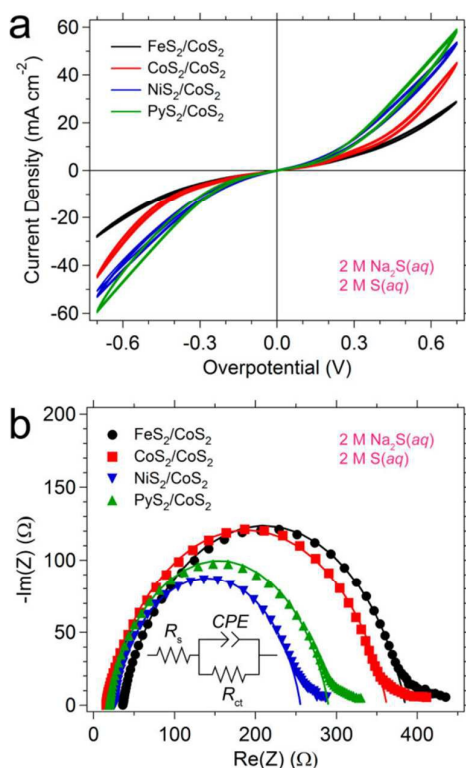 a
60
40
20
0
-20
-40
-60
Current Density (mA cm⁻²)
FeS₂/CoS₂
CoS₂/CoS₂
NiS₂/CoS₂
PyS₂/CoS₂
2 M Na₂S(aq)
2 M S(aq)
-0.6 -0.3 0.0 0.3 0.6
Overpotential (V)
b
200
150
100
50
0
-Im(Z) (Ω)
FeS₂/CoS₂
CoS₂/CoS₂
NiS₂/CoS₂
PyS₂/CoS₂
2 M Na₂S(aq)
2 M S(aq)
CPE
Rs
Rct
0 100 200 300 400
Re(Z) (Ω)